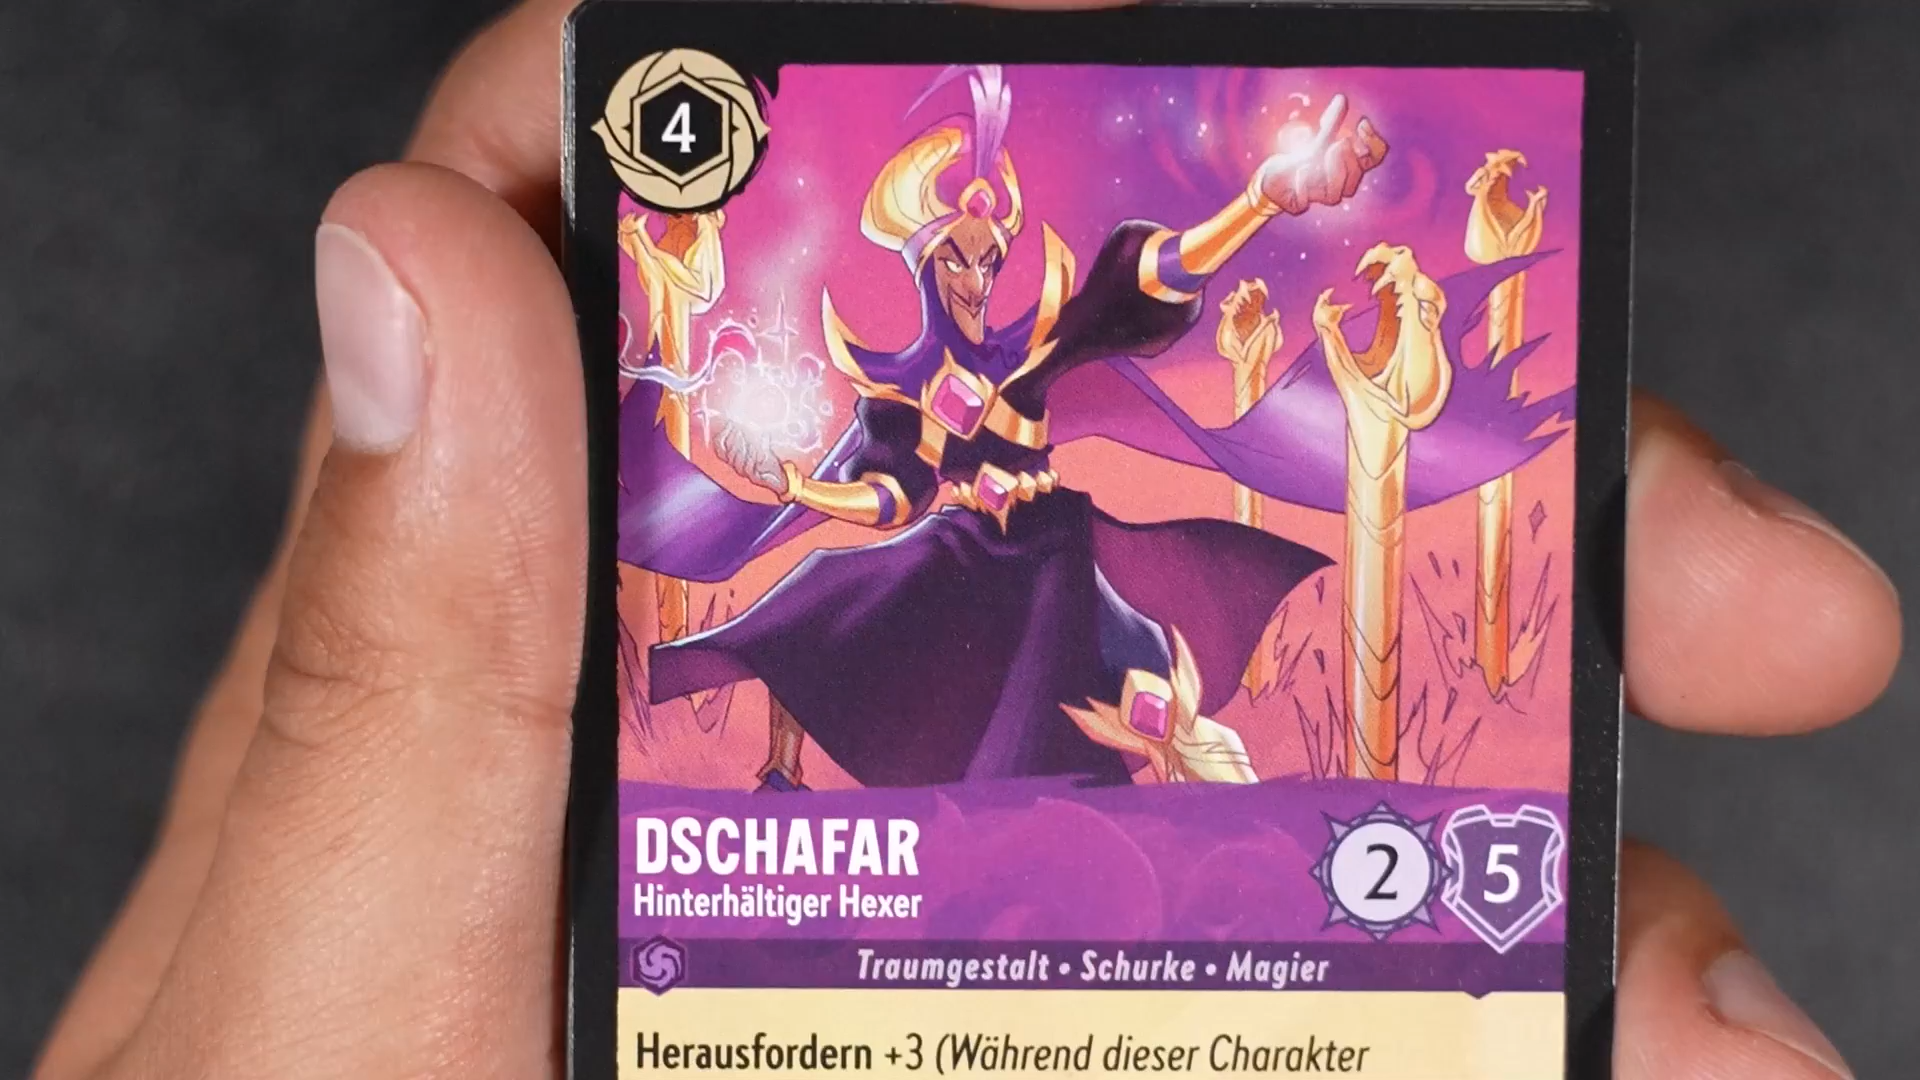 4
DSCHAFAR
Hinterhältiger Hexer
2 5
Traumgestalt • Schurke • Magier
Herausfordern +3 (Während dieser Charakter